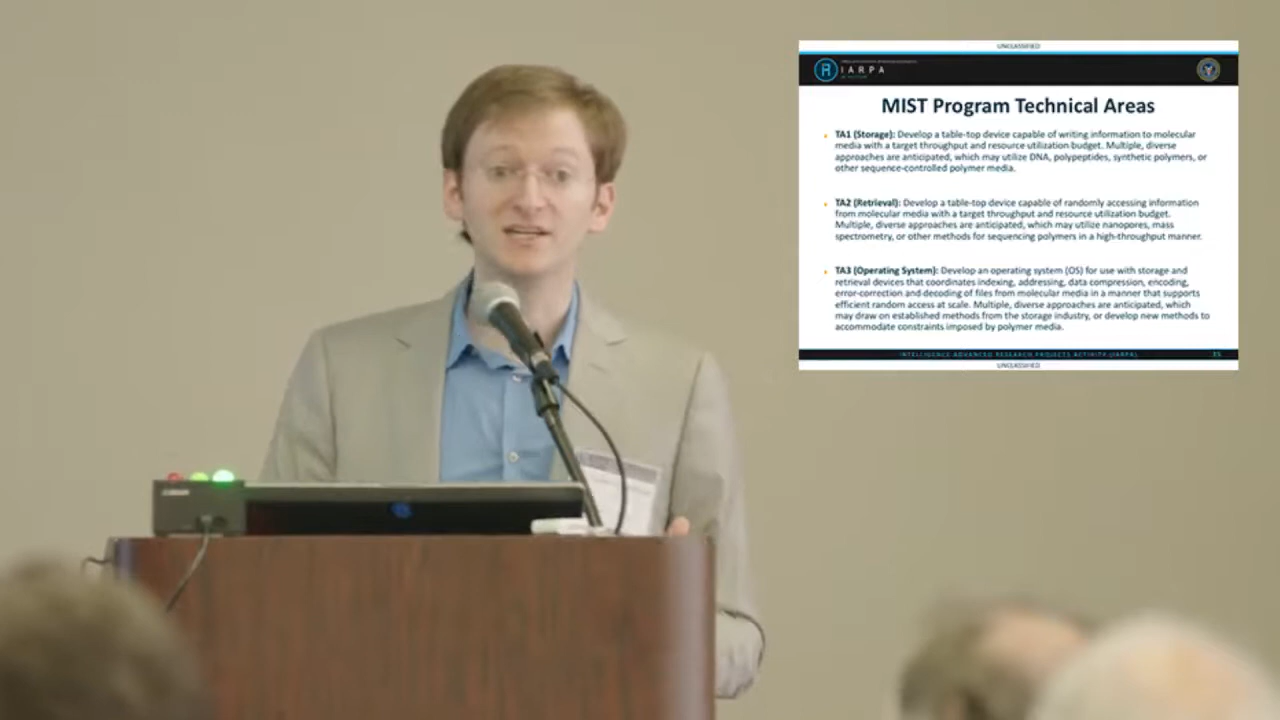 UNCLASSIFIED
IARPA
MIST Program Technical Areas
TA1 (Storage): Develop a table-top device capable of writing information to molecular
media with a target throughput and resource utilization budget. Multiple, diverse
approaches are anticipated, which may utilize DNA, polypeptides, synthetic polymers, or
other sequence-controlled polymer media.
TA2 (Retrieval): Develop a table-top device capable of randomly accessing information
from molecular media with a target throughput and resource utilization budget.
Multiple, diverse approaches are anticipated, which may utilize nanopores, mass
spectrometry, or other methods for sequencing polymers in a high-throughput manner.
TA3 (Operating System): Develop an operating system (OS) for use with storage and
retrieval devices that coordinates indexing, addressing, data compression, encoding,
error-correction and decoding of files from molecular media in a manner that supports
efficient random access at scale. Multiple, diverse approaches are anticipated, which
may draw on established methods from the storage industry, or develop new methods to
accommodate constraints imposed by polymer media.
INTELLIGENCE ADVANCED RESEARCH PROJECTS ACTIVITY (IARPA)
UNCLASSIFIED